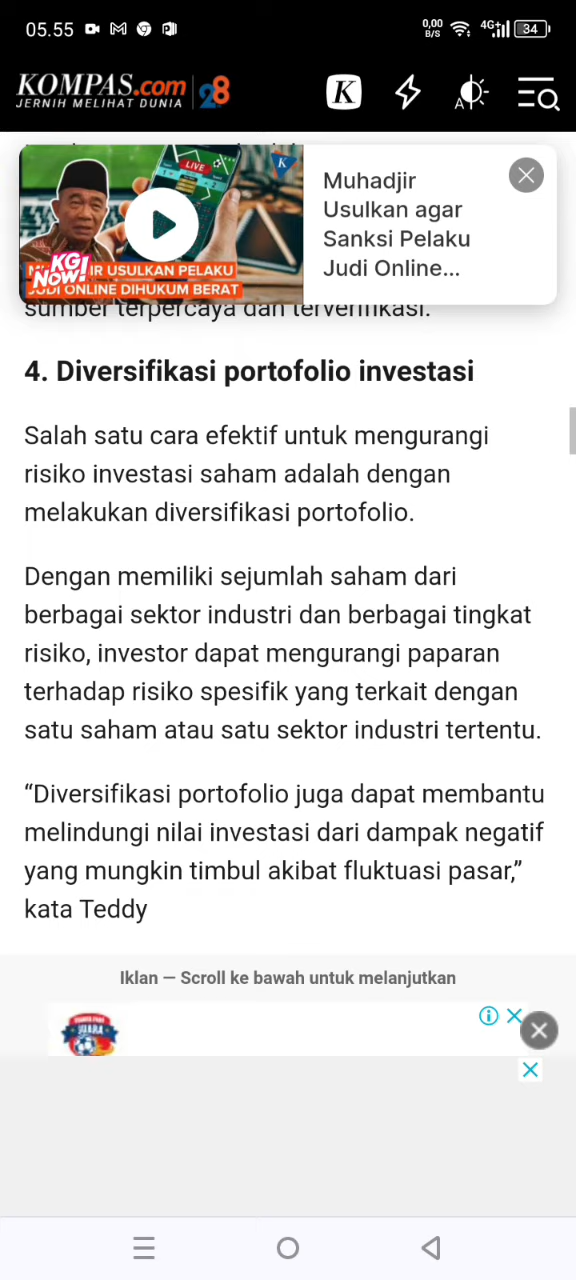 05.55
0,00 B/S
4G+
34
KOMPAS.com
JERNIH MELIHAT DUNIA
28
K
A
LIVE
K
Muhadjir
Usulkan agar
Sanksi Pelaku
Judi Online...
KG NOW!
IR USULKAN PELAKU
JUDI ONLINE DIHUKUM BERAT
sumber terpercaya dan terverifikasi.
4. Diversifikasi portofolio investasi
Salah satu cara efektif untuk mengurangi
risiko investasi saham adalah dengan
melakukan diversifikasi portofolio.
Dengan memiliki sejumlah saham dari
berbagai sektor industri dan berbagai tingkat
risiko, investor dapat mengurangi paparan
terhadap risiko spesifik yang terkait dengan
satu saham atau satu sektor industri tertentu.
“Diversifikasi portofolio juga dapat membantu
melindungi nilai investasi dari dampak negatif
yang mungkin timbul akibat fluktuasi pasar,”
kata Teddy
Iklan — Scroll ke bawah untuk melanjutkan